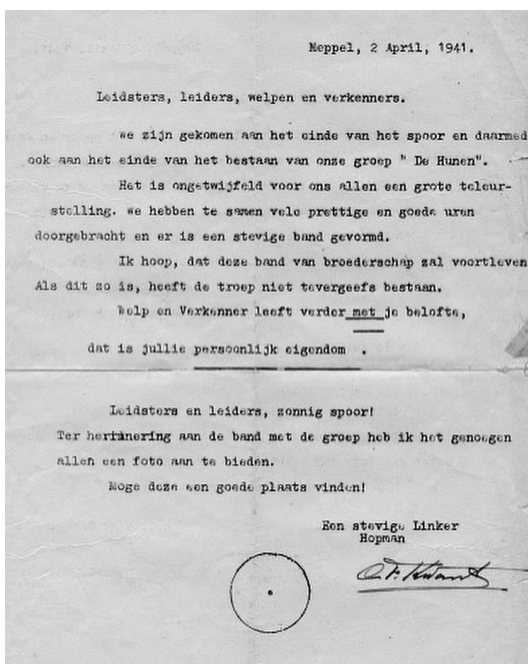 Meppel, 2 April, 1941.
Leidsters, leiders, welpen en verkenners.
We zijn gekomen aan het einde van het spoor en daarmed
ook aan het einde van het bestaan van onze groep " De Hunen".
Het is ongetwijfeld voor ons allen een grote teleur-
stelling. We hebben te samen vele prettige en goede uren
doorgebracht en er is een stevige band gevormd.
Ik hoop, dat deze band van broederschap zal voortleven
Als dit zo is, heeft de troep niet tevergeefs bestaan.
Welp en Verkenner leeft verder met je belofte,
dat is jullie persoonlijk eigendom .
Leidsters en leiders, zonnig spoor!
Ter herinnering aan de band met de groep heb ik het genoegen
allen een foto aan te bieden.
Moge deze een goede plaats vinden!
Een stevige Linker
Hopman